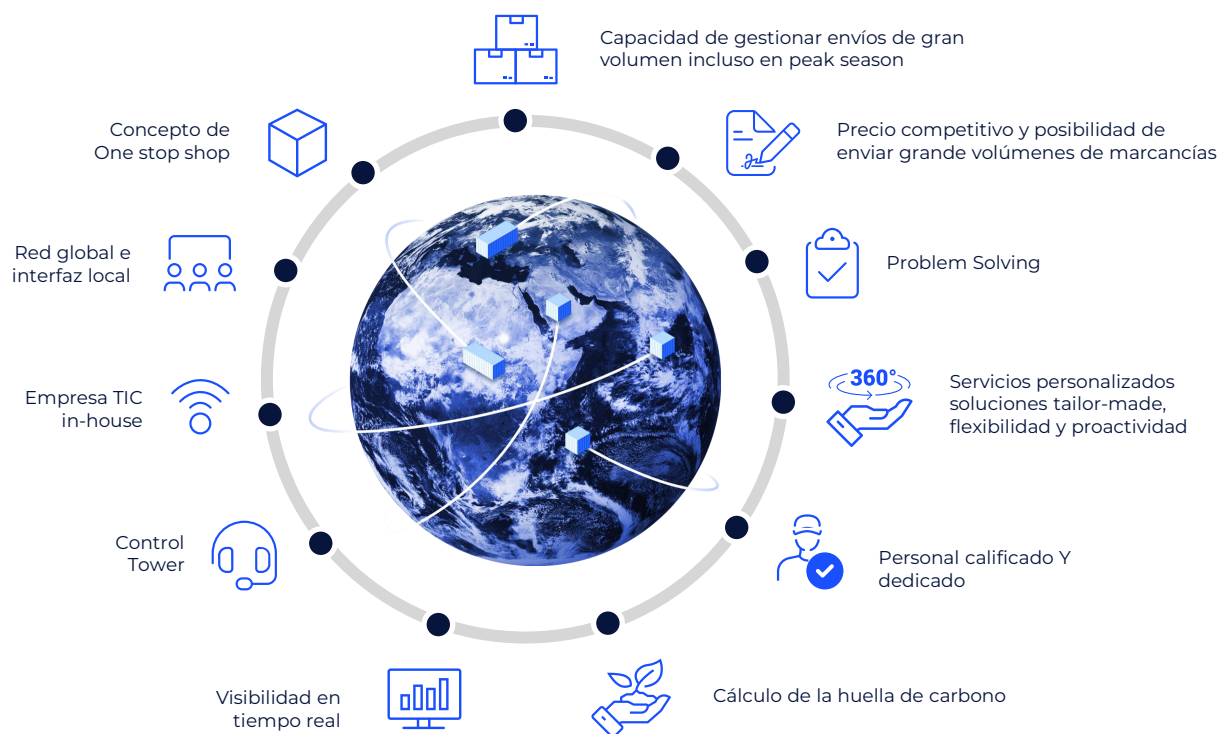 Capacidad de gestionar envíos de gran
volumen incluso en peak season
Precio competitivo y posibilidad de
enviar grande volúmenes de marcancías
Problem Solving
360°
Servicios personalizados
soluciones tailor-made,
flexibilidad y proactividad
Personal calificado Y
dedicado
Cálculo de la huella de carbono
Visibilidad en
tiempo real
Control
Tower
Empresa TIC
in-house
Red global e
interfaz local
Concepto de
One stop shop